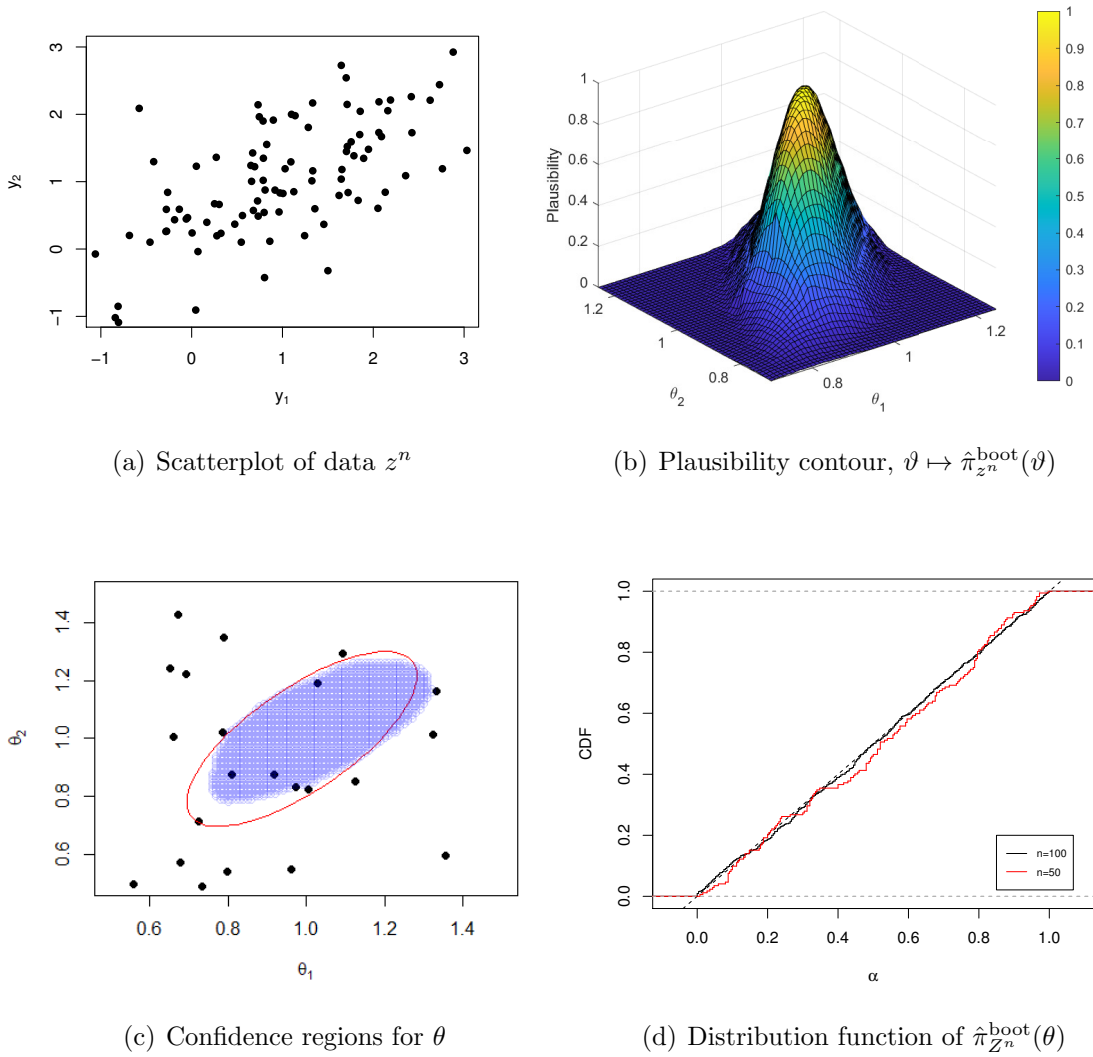 3
2
1
0
−1
y₂
−1 0 1 2 3
y₁
(a) Scatterplot of data zⁿ
1
0.8
0.6
0.4
0.2
0
Plausibility
1.2
1
0.8
θ₂
0.8
1
1.2
θ₁
1
0.9
0.8
0.7
0.6
0.5
0.4
0.3
0.2
0.1
0
(b) Plausibility contour, ϑ ↦ π̂_{zⁿ}^{boot}(ϑ)
1.4
1.2
1.0
0.8
0.6
θ₂
0.6 0.8 1.0 1.2 1.4
θ₁
(c) Confidence regions for θ
1.0
0.8
0.6
0.4
0.2
0.0
CDF
n=100
n=50
0.0 0.2 0.4 0.6 0.8 1.0
α
(d) Distribution function of π̂_{Zⁿ}^{boot}(θ)